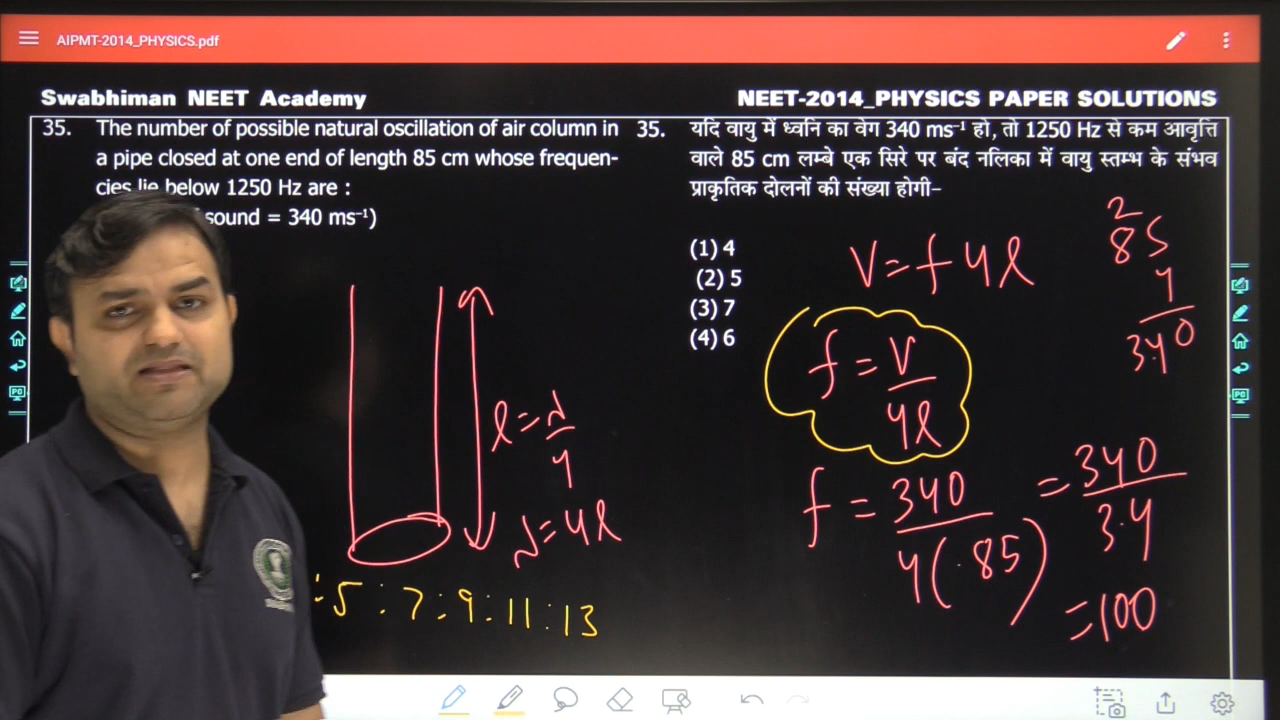 AIPMT-2014_PHYSICS.pdf
Swabhiman NEET Academy
NEET-2014_PHYSICS PAPER SOLUTIONS
35. The number of possible natural oscillation of air column in
a pipe closed at one end of length 85 cm whose frequen-
cies lie below 1250 Hz are :
sound = 340 ms⁻¹)
35. यदि वायु में ध्वनि का वेग 340 ms⁻¹ हो, तो 1250 Hz से कम आवृत्ति
वाले 85 cm लम्बे एक सिरे पर बंद नलिका में वायु स्तम्भ के संभव
प्राकृतिक दोलनों की संख्या होगी–
(1) 4
(2) 5
(3) 7
(4) 6
l = λ/4
λ = 4l
: 5 : 7 : 9 : 11 : 13
V = f 4l
f = V/4l
2
85
4
340
f = 340/4(.85) = 340/3.4
= 100